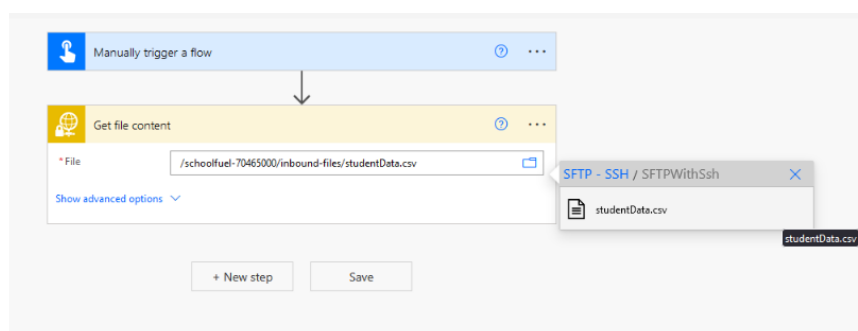 Manually trigger a flow
Get file content
* File
/schoolfuel-70465000/inbound-files/studentData.csv
Show advanced options
SFTP - SSH / SFTPWithSsh
studentData.csv
studentData.csv
+ New step
Save